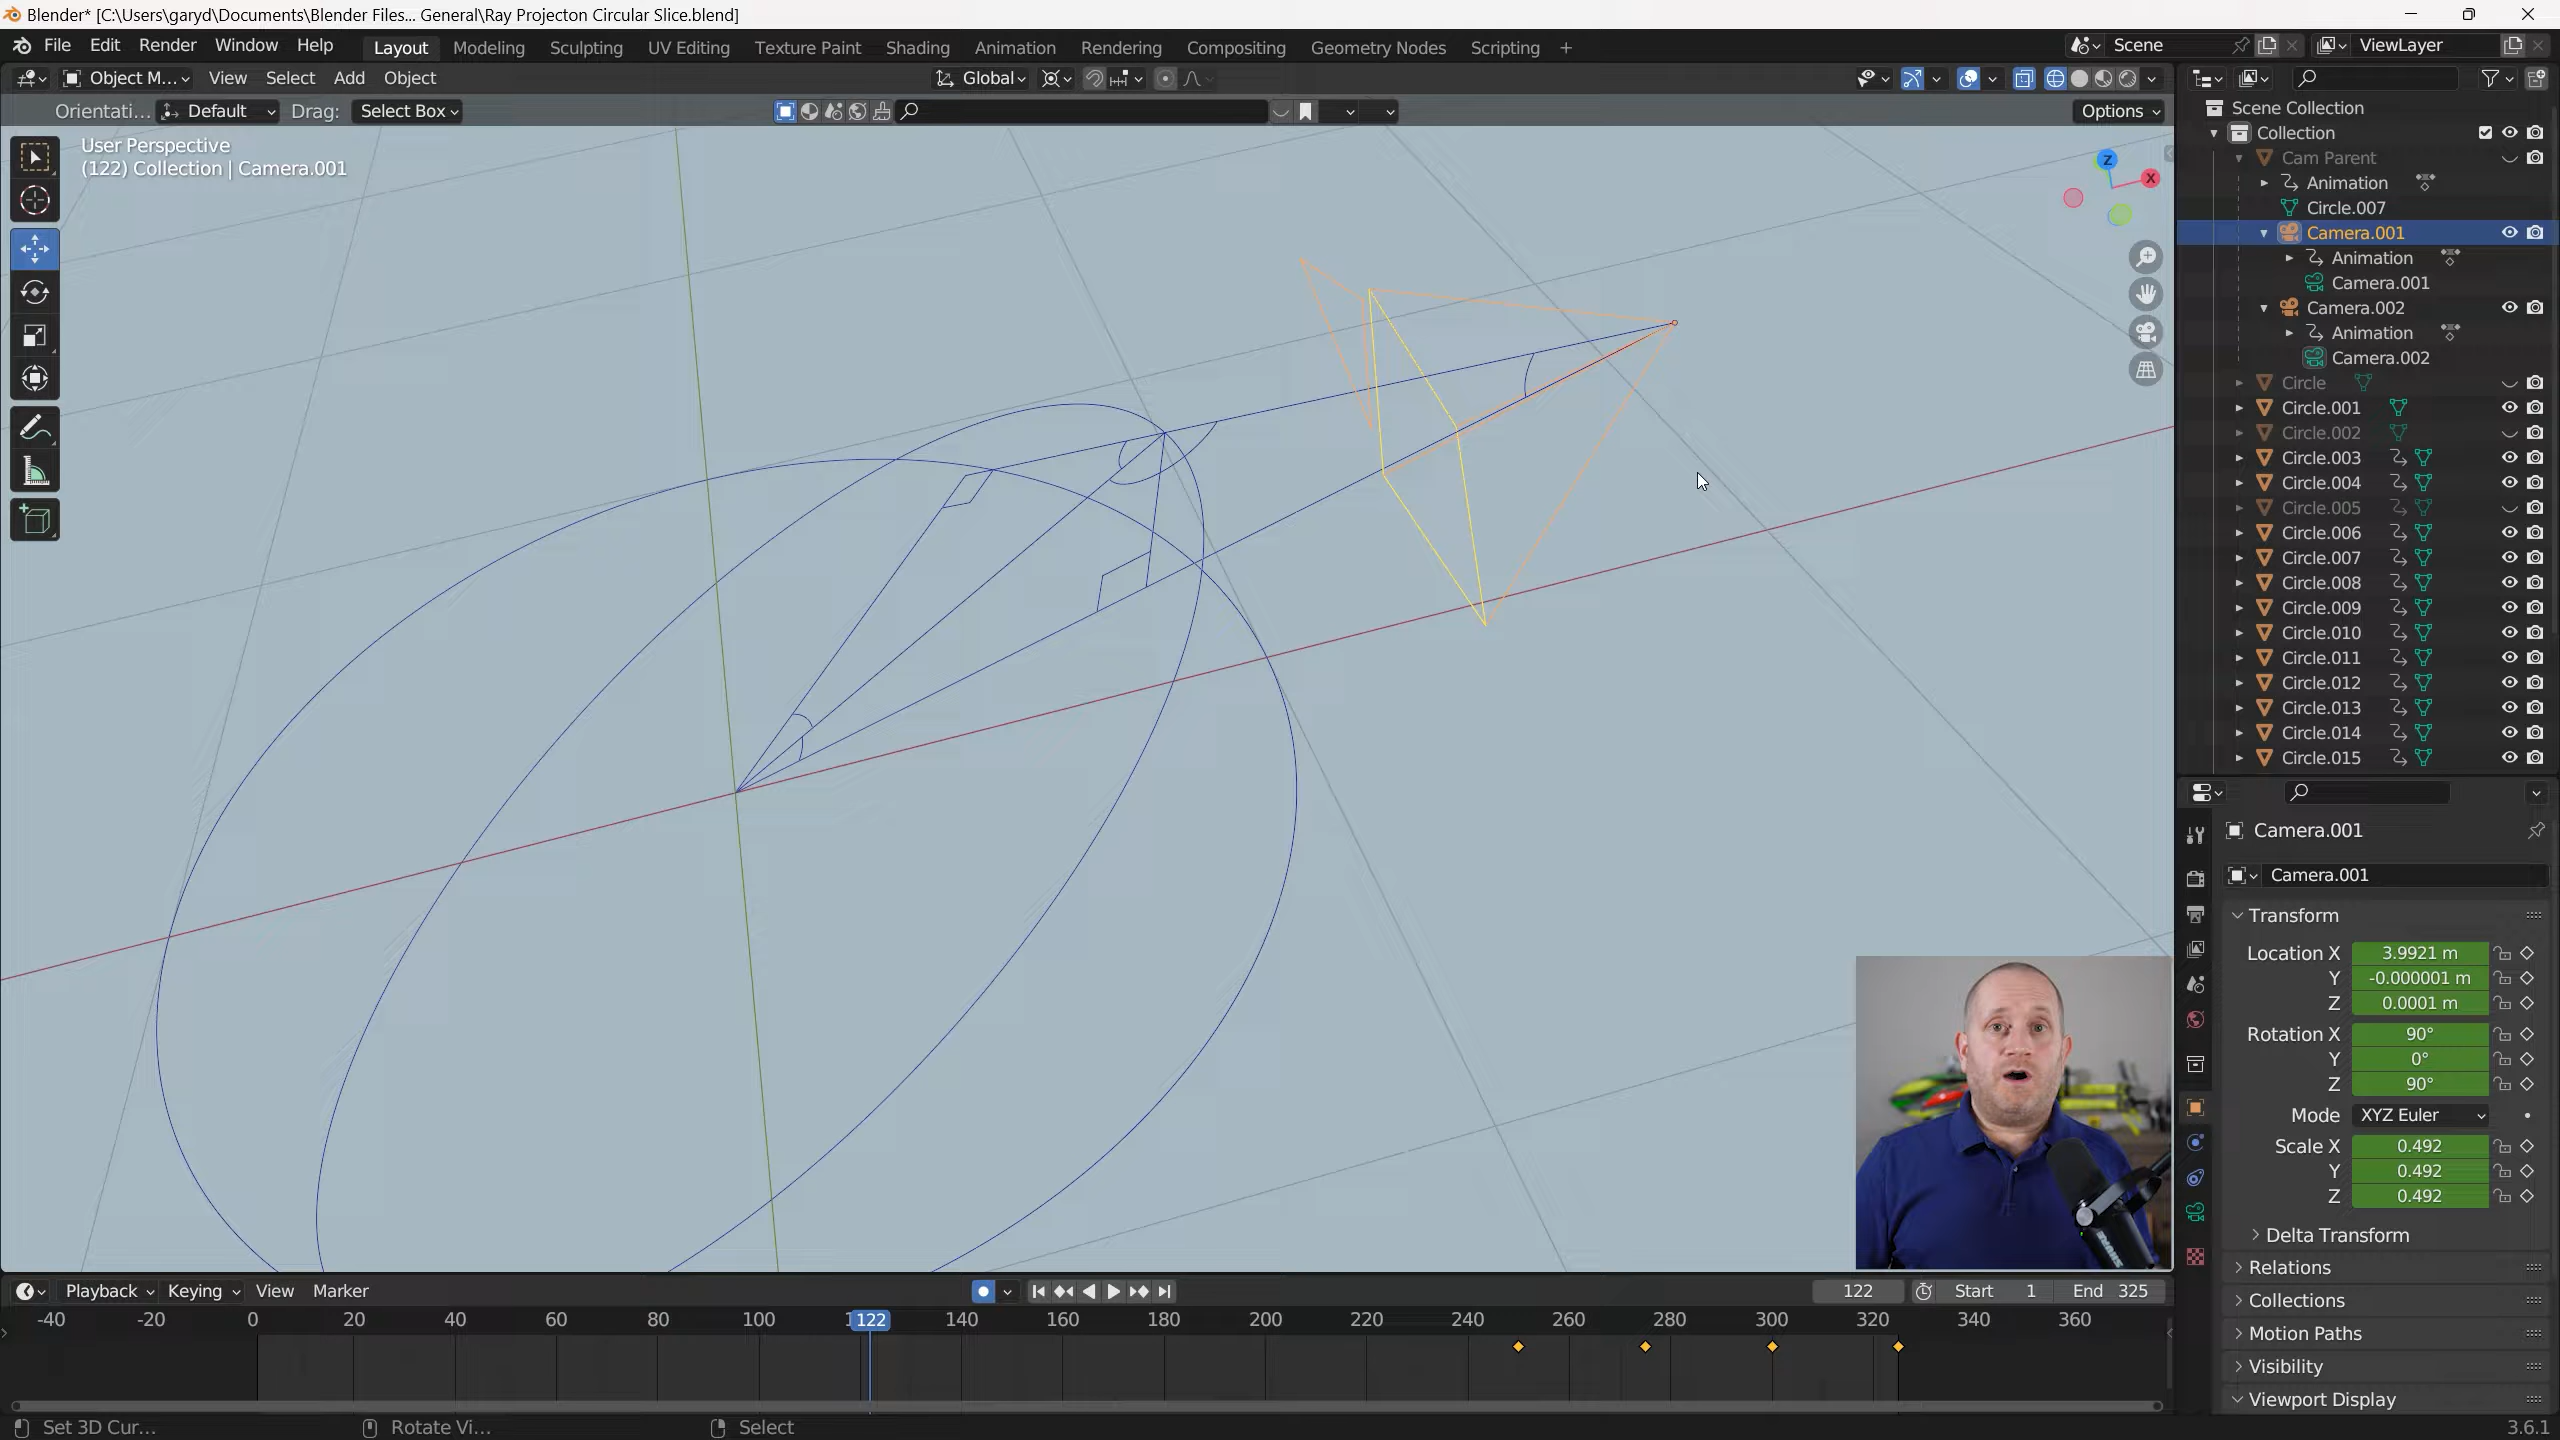 Blender* [C:\Users\garyd\Documents\Blender Files... General\Ray Projecton Circular Slice.blend]
File Edit Render Window Help Layout Modeling Sculpting UV Editing Texture Paint Shading Animation Rendering Compositing Geometry Nodes Scripting + Scene ViewLayer
Object M... View Select Add Object Global
Orientati... Default Drag: Select Box Options
User Perspective
(122) Collection | Camera.001
Z
X
Scene Collection
Collection
Cam Parent
Animation
Circle.007
Camera.001
Animation
Camera.001
Camera.002
Animation
Camera.002
Circle
Circle.001
Circle.002
Circle.003
Circle.004
Circle.005
Circle.006
Circle.007
Circle.008
Circle.009
Circle.010
Circle.011
Circle.012
Circle.013
Circle.014
Circle.015
Camera.001
Camera.001
Transform
Location X 3.9921 m
Y -0.000001 m
Z 0.0001 m
Rotation X 90°
Y 0°
Z 90°
Mode XYZ Euler
Scale X 0.492
Y 0.492
Z 0.492
Delta Transform
Relations
Collections
Motion Paths
Visibility
Viewport Display
SHURE
Playback Keying View Marker 122 Start 1 End 325
-40 -20 0 20 40 60 80 100 122 140 160 180 200 220 240 260 280 300 320 340 360
Set 3D Cur... Rotate Vi... Select 3.6.1